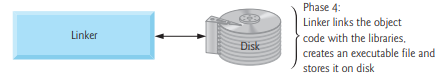 Linker
Disk
Phase 4:
Linker links the object
code with the libraries,
creates an executable file and
stores it on disk